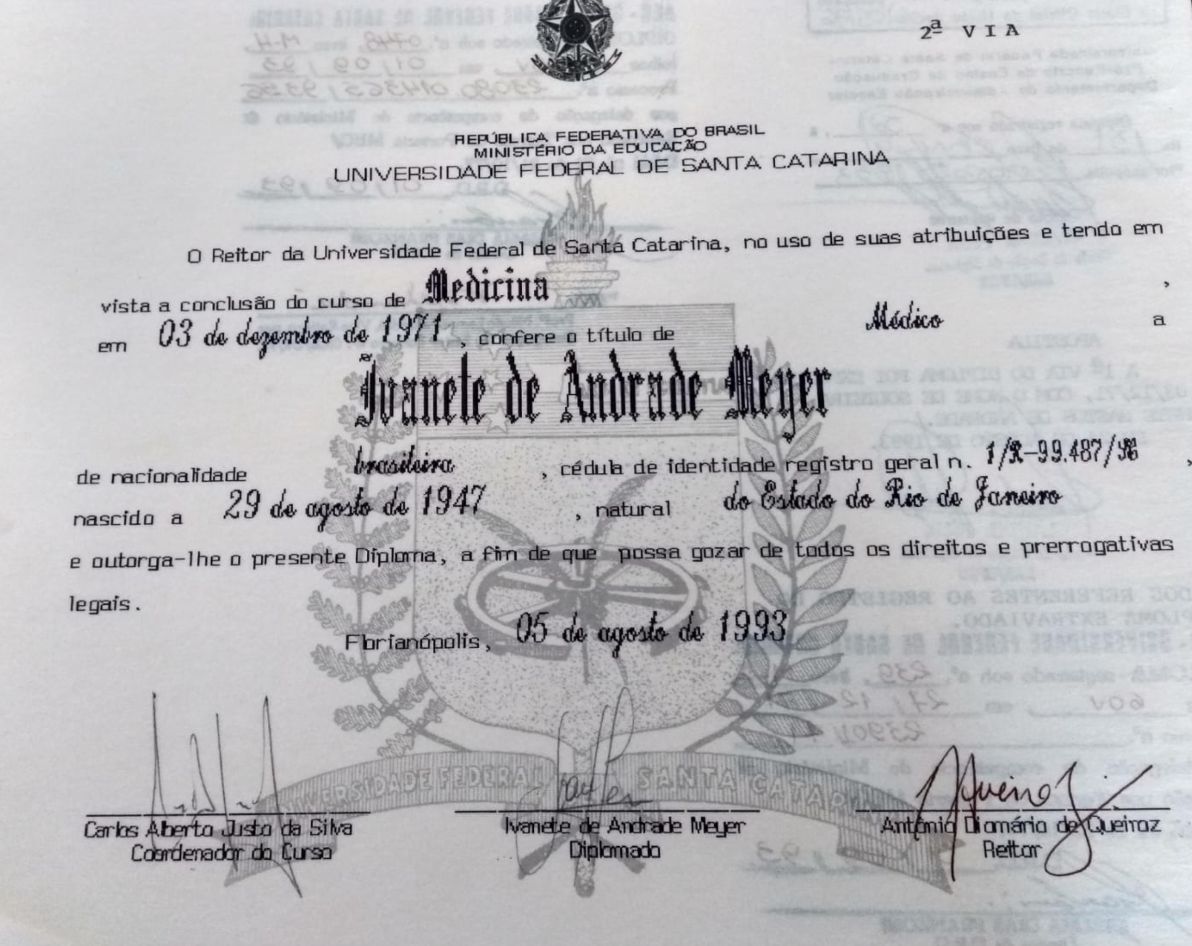 2ª VIA
REPÚBLICA FEDERATIVA DO BRASIL
MINISTÉRIO DA EDUCAÇÃO
UNIVERSIDADE FEDERAL DE SANTA CATARINA
O Reitor da Universidade Federal de Santa Catarina, no uso de suas atribuições e tendo em
vista a conclusão do curso de Medicina ,
em 03 de dezembro de 1971 , confere o título de Médico a
Ivanete de Andrade Meyer
de nacionalidade brasileira , cédula de identidade registro geral n. 1/R-99.487/ ,
nascido a 29 de agosto de 1947 , natural do Estado do Rio de Janeiro
e outorga-lhe o presente Diploma, a fim de que possa gozar de todos os direitos e prerrogativas
legais.
Florianópolis, 05 de agosto de 1993
UNIVERSIDADE FEDERAL SANTA CATARINA
Carlos Alberto Justo da Silva
Coordenador do Curso
Ivanete de Andrade Meyer
Diplomado
Antônio Diomário de Queiroz
Reitor